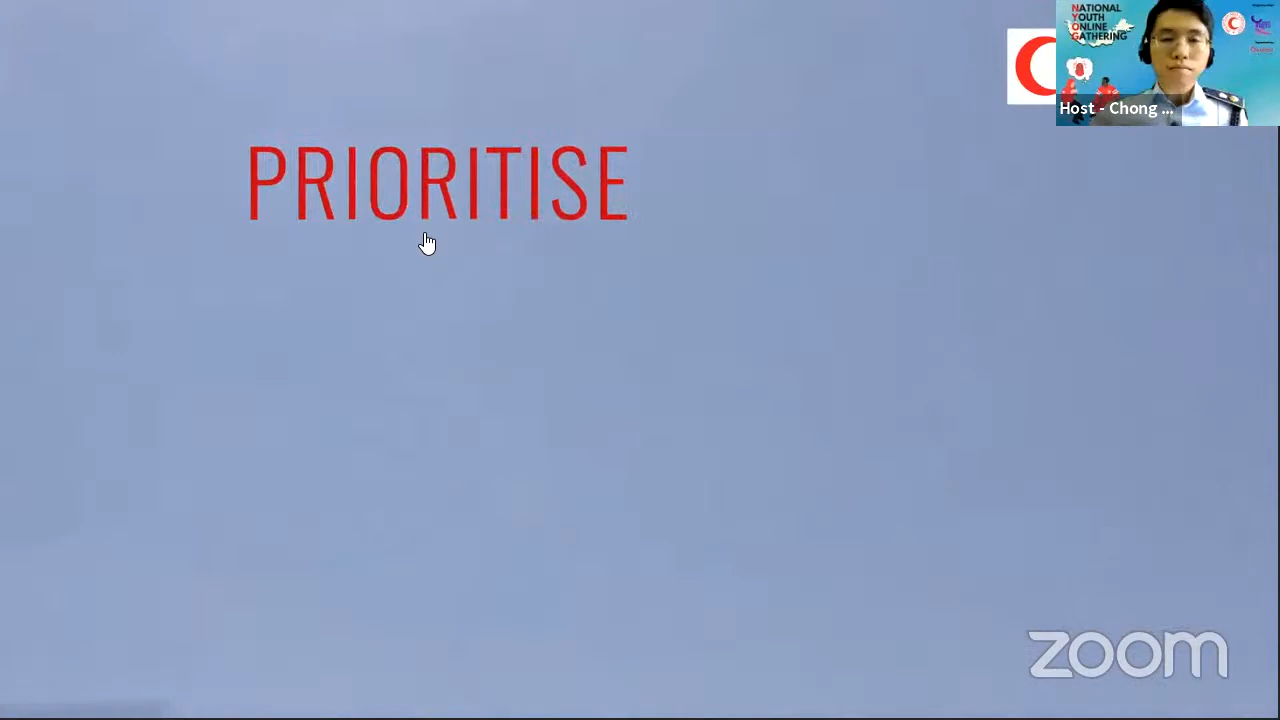 NATIONAL
YOUTH
ONLINE
GATHERING
Host - Chong ...
PRIORITISE
zoom